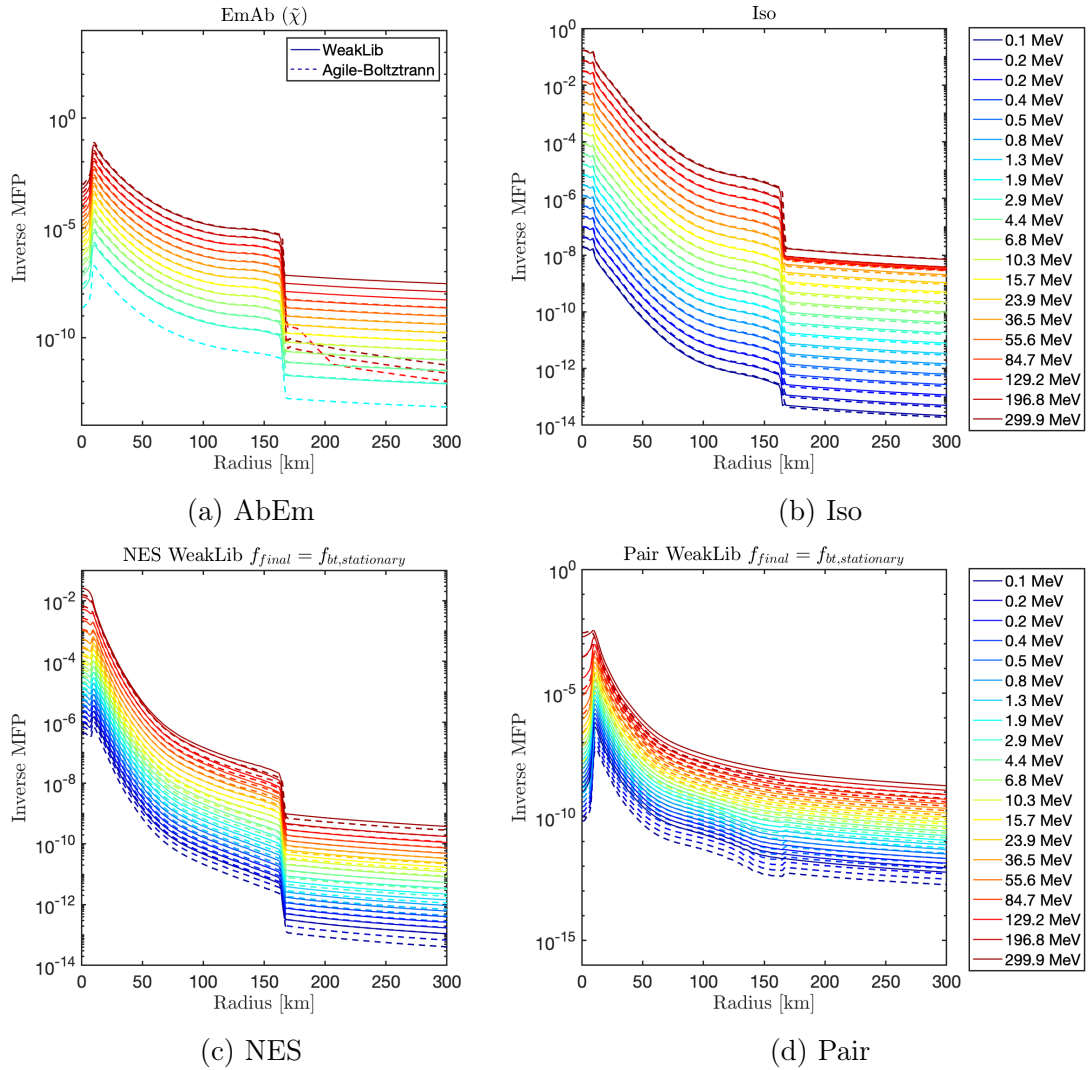 EmAb (χ̃)
WeakLib
Agile-Boltztrann
10^0
10^-5
10^-10
Inverse MFP
0 50 100 150 200 250 300
Radius [km]
(a) AbEm
Iso
10^0
10^-2
10^-4
10^-6
10^-8
10^-10
10^-12
10^-14
Inverse MFP
0 50 100 150 200 250 300
Radius [km]
(b) Iso
0.1 MeV
0.2 MeV
0.2 MeV
0.4 MeV
0.5 MeV
0.8 MeV
1.3 MeV
1.9 MeV
2.9 MeV
4.4 MeV
6.8 MeV
10.3 MeV
15.7 MeV
23.9 MeV
36.5 MeV
55.6 MeV
84.7 MeV
129.2 MeV
196.8 MeV
299.9 MeV
NES WeakLib f_final = f_bt,stationary
10^-2
10^-4
10^-6
10^-8
10^-10
10^-12
10^-14
Inverse MFP
0 50 100 150 200 250 300
Radius [km]
(c) NES
Pair WeakLib f_final = f_bt,stationary
10^0
10^-5
10^-10
10^-15
Inverse MFP
0 50 100 150 200 250 300
Radius [km]
(d) Pair
0.1 MeV
0.2 MeV
0.2 MeV
0.4 MeV
0.5 MeV
0.8 MeV
1.3 MeV
1.9 MeV
2.9 MeV
4.4 MeV
6.8 MeV
10.3 MeV
15.7 MeV
23.9 MeV
36.5 MeV
55.6 MeV
84.7 MeV
129.2 MeV
196.8 MeV
299.9 MeV